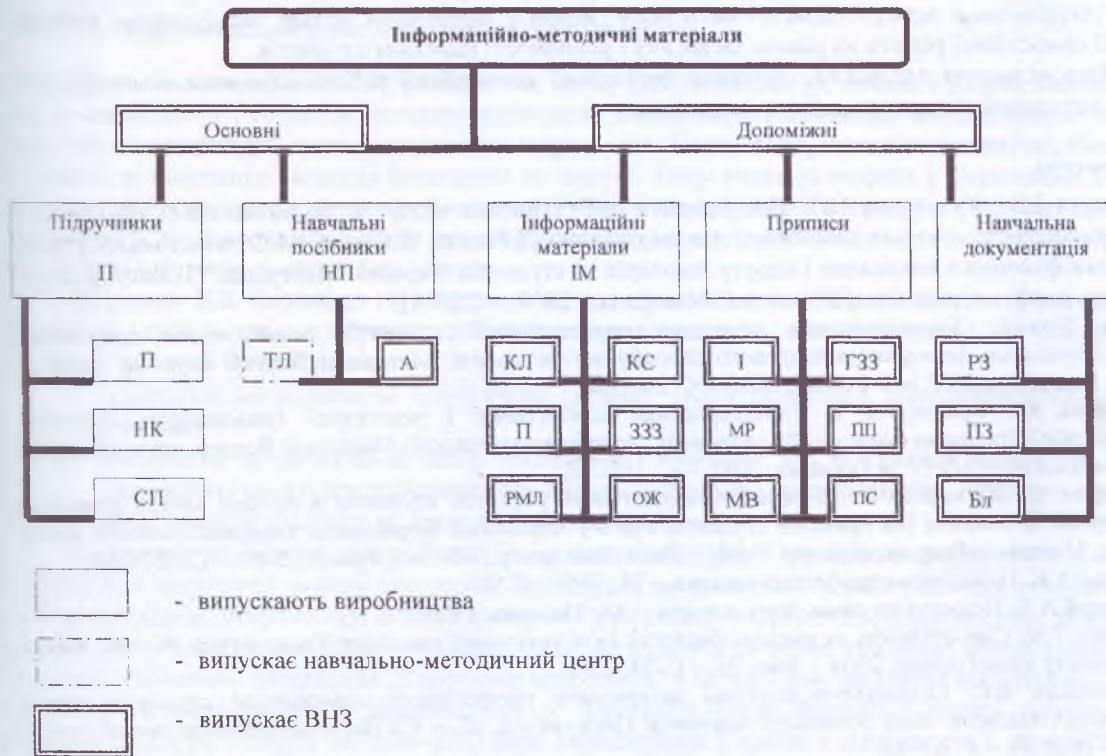 Інформаційно-методичні матеріали
Основні
Допоміжні
Підручники
П
Навчальні
посібники
НП
Інформаційні
матеріали
ІМ
Приписи
Навчальна
документація
П
ТЛ
А
КЛ
КС
І
ГЗЗ
РЗ
НК
П
ЗЗЗ
МР
ПП
ПЗ
СП
РМЛ
ОЖ
МВ
ПС
Бл
- випускають виробництва
- випускає навчально-методичний центр
- випускає ВНЗ